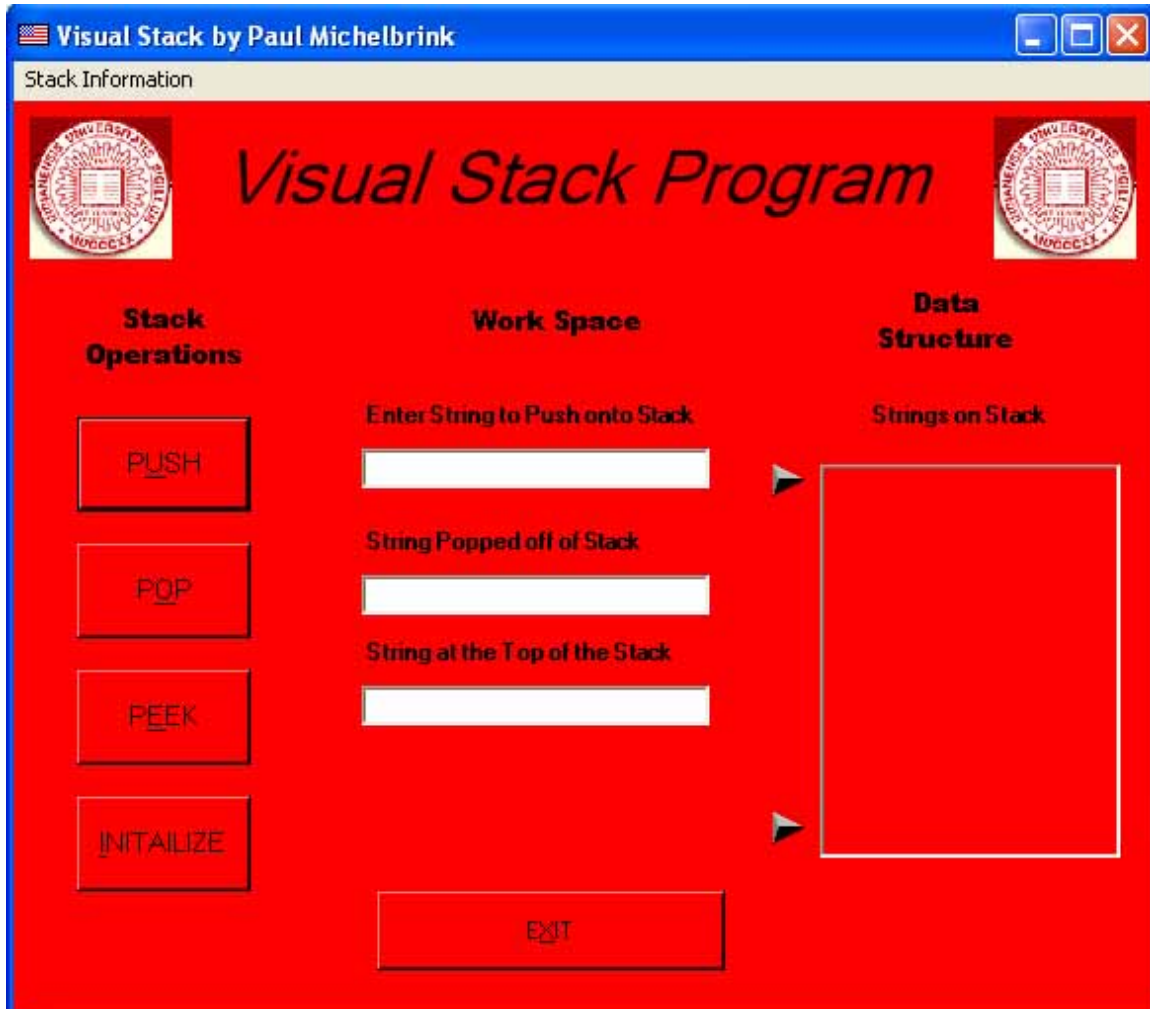 Visual Stack by Paul Michelbrink
Stack Information
Visual Stack Program
Stack
Operations
Work Space
Data
Structure
PUSH
POP
PEEK
INITAILIZE
Enter String to Push onto Stack
String Popped off of Stack
String at the Top of the Stack
Strings on Stack
EXIT